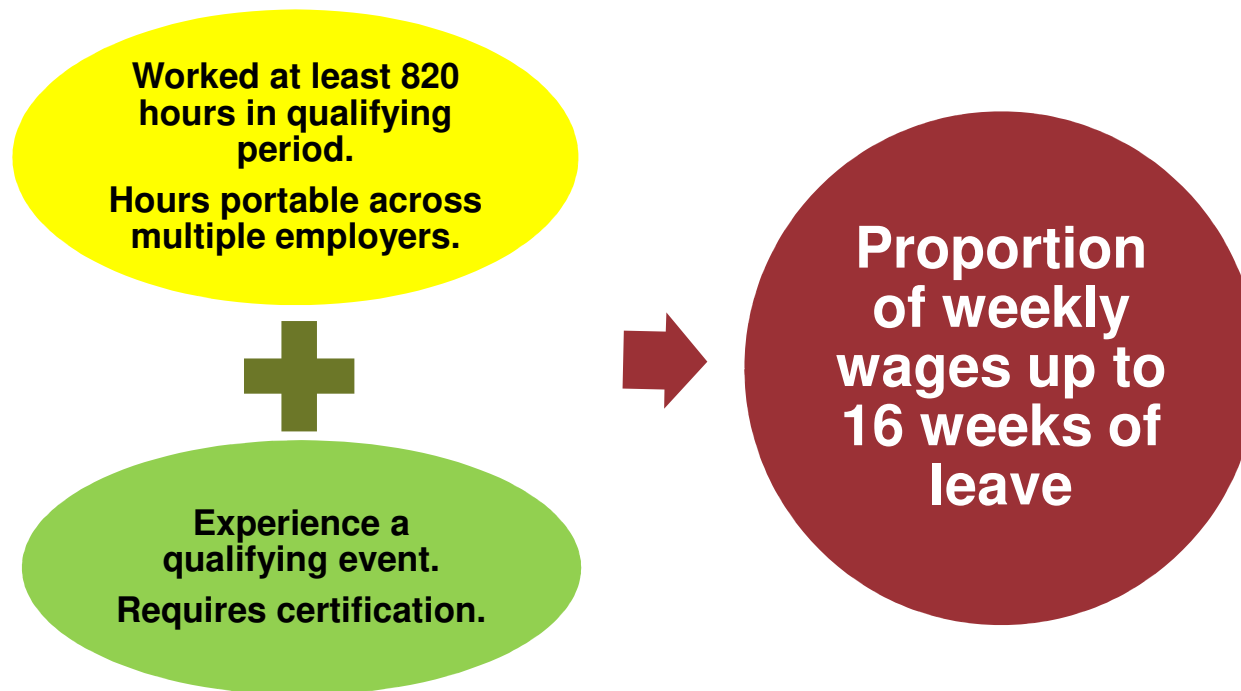 Worked at least 820
hours in qualifying
period.
Hours portable across
multiple employers.
Experience a
qualifying event.
Requires certification.
Proportion
of weekly
wages up to
16 weeks of
leave